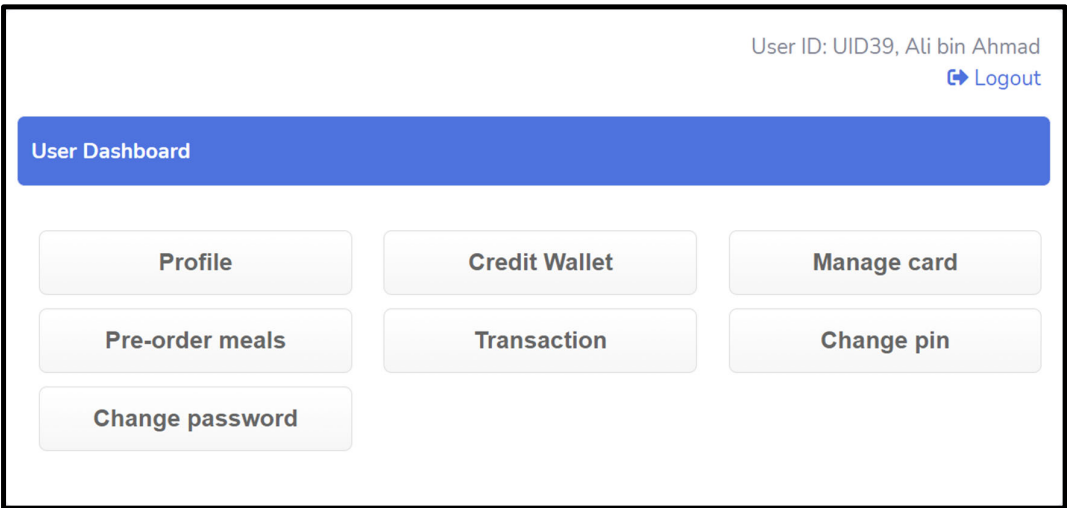 User ID: UID39, Ali bin Ahmad
Logout
User Dashboard
Profile
Credit Wallet
Manage card
Pre-order meals
Transaction
Change pin
Change password